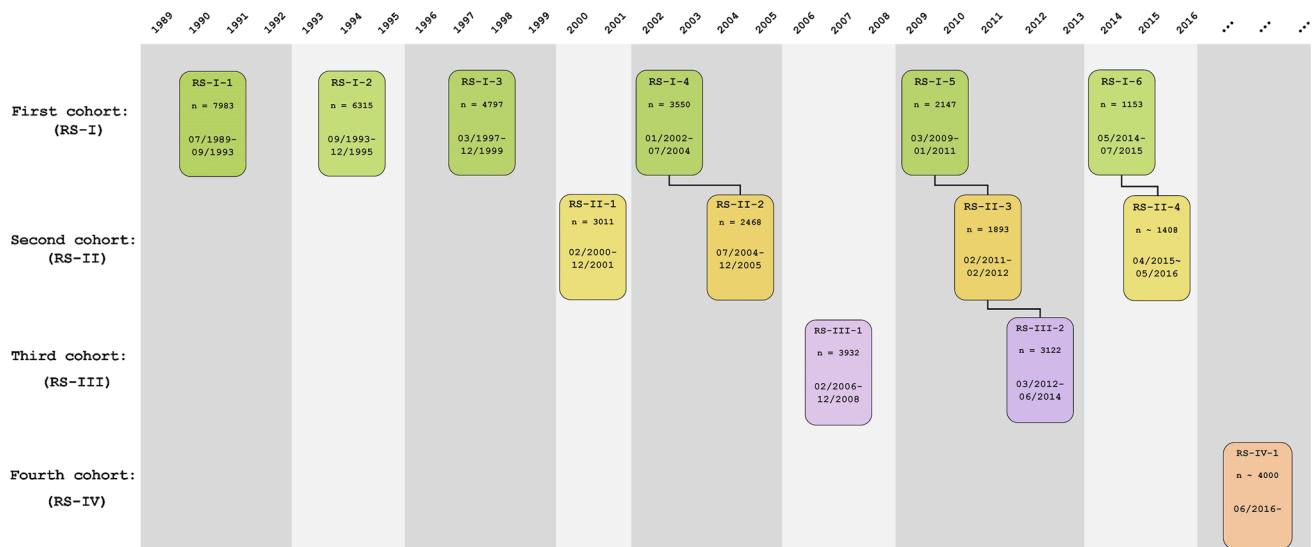 1989 1990 1991 1992 1993 1994 1995 1996 1997 1998 1999 2000 2001 2002 2003 2004 2005 2006 2007 2008 2009 2010 2011 2012 2013 2014 2015 2016 ... ... ...
First cohort:
(RS-I)
RS-I-1
n = 7983
07/1989-
09/1993
RS-I-2
n = 6315
09/1993-
12/1995
RS-I-3
n = 4797
03/1997-
12/1999
RS-I-4
n = 3550
01/2002-
07/2004
RS-I-5
n = 2147
03/2009-
01/2011
RS-I-6
n = 1153
05/2014-
07/2015
Second cohort:
(RS-II)
RS-II-1
n = 3011
02/2000-
12/2001
RS-II-2
n = 2468
07/2004-
12/2005
RS-II-3
n = 1893
02/2011-
02/2012
RS-II-4
n ~ 1408
04/2015~
05/2016
Third cohort:
(RS-III)
RS-III-1
n = 3932
02/2006-
12/2008
RS-III-2
n = 3122
03/2012-
06/2014
Fourth cohort:
(RS-IV)
RS-IV-1
n ~ 4000
06/2016-